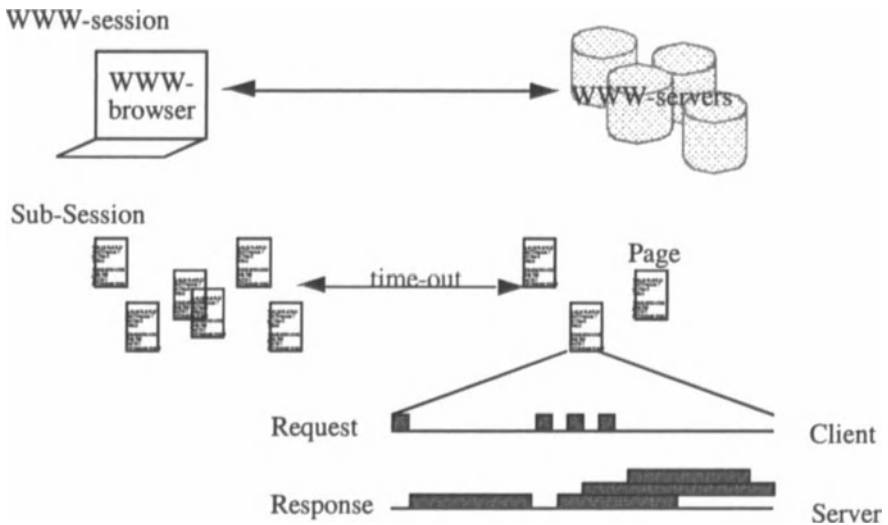 WWW-session
WWW-
browser
WWW-servers
Sub-Session
time-out
Page
Request
Client
Response
Server